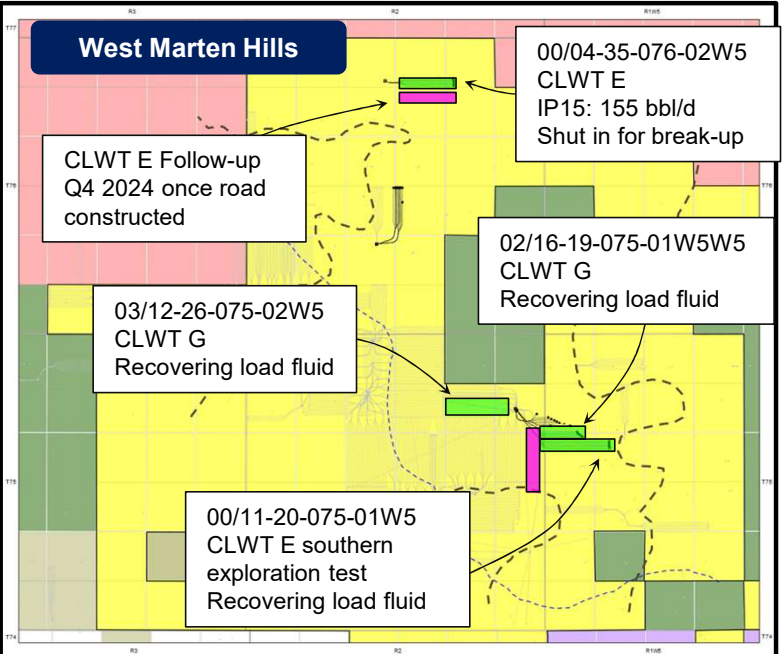 R3 R2 R1W5
T77
West Marten Hills
00/04-35-076-02W5
CLWT E
IP15: 155 bbl/d
Shut in for break-up
CLWT E Follow-up
Q4 2024 once road
constructed
T76 T76
02/16-19-075-01W5W5
CLWT G
Recovering load fluid
03/12-26-075-02W5
CLWT G
Recovering load fluid
T75 T75
00/11-20-075-01W5
CLWT E southern
exploration test
Recovering load fluid
T74 T74
R3 R2 R1W5